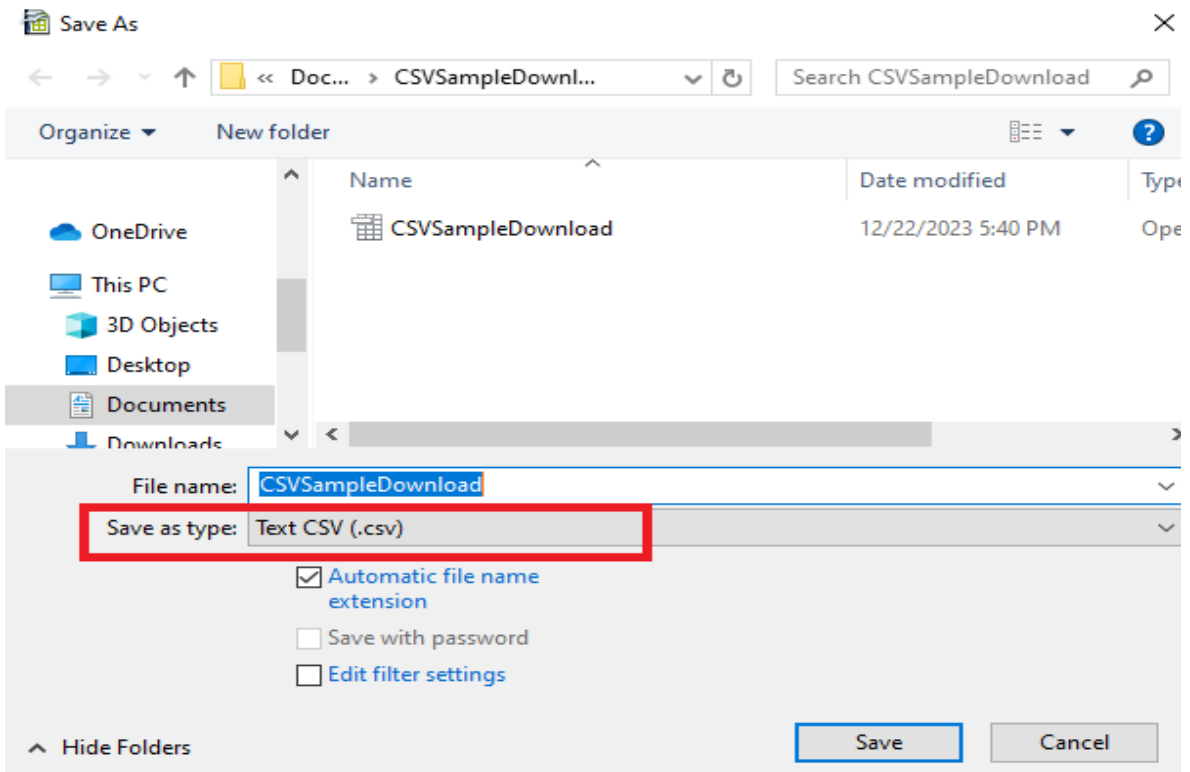 Save As
« Doc... > CSVSampleDownl...
Search CSVSampleDownload
Organize
New folder
?
Name
Date modified
Type
OneDrive
CSVSampleDownload
12/22/2023 5:40 PM
Ope
This PC
3D Objects
Desktop
Documents
Downloads
File name: CSVSampleDownload
Save as type: Text CSV (.csv)
Automatic file name
extension
Save with password
Edit filter settings
Hide Folders
Save
Cancel